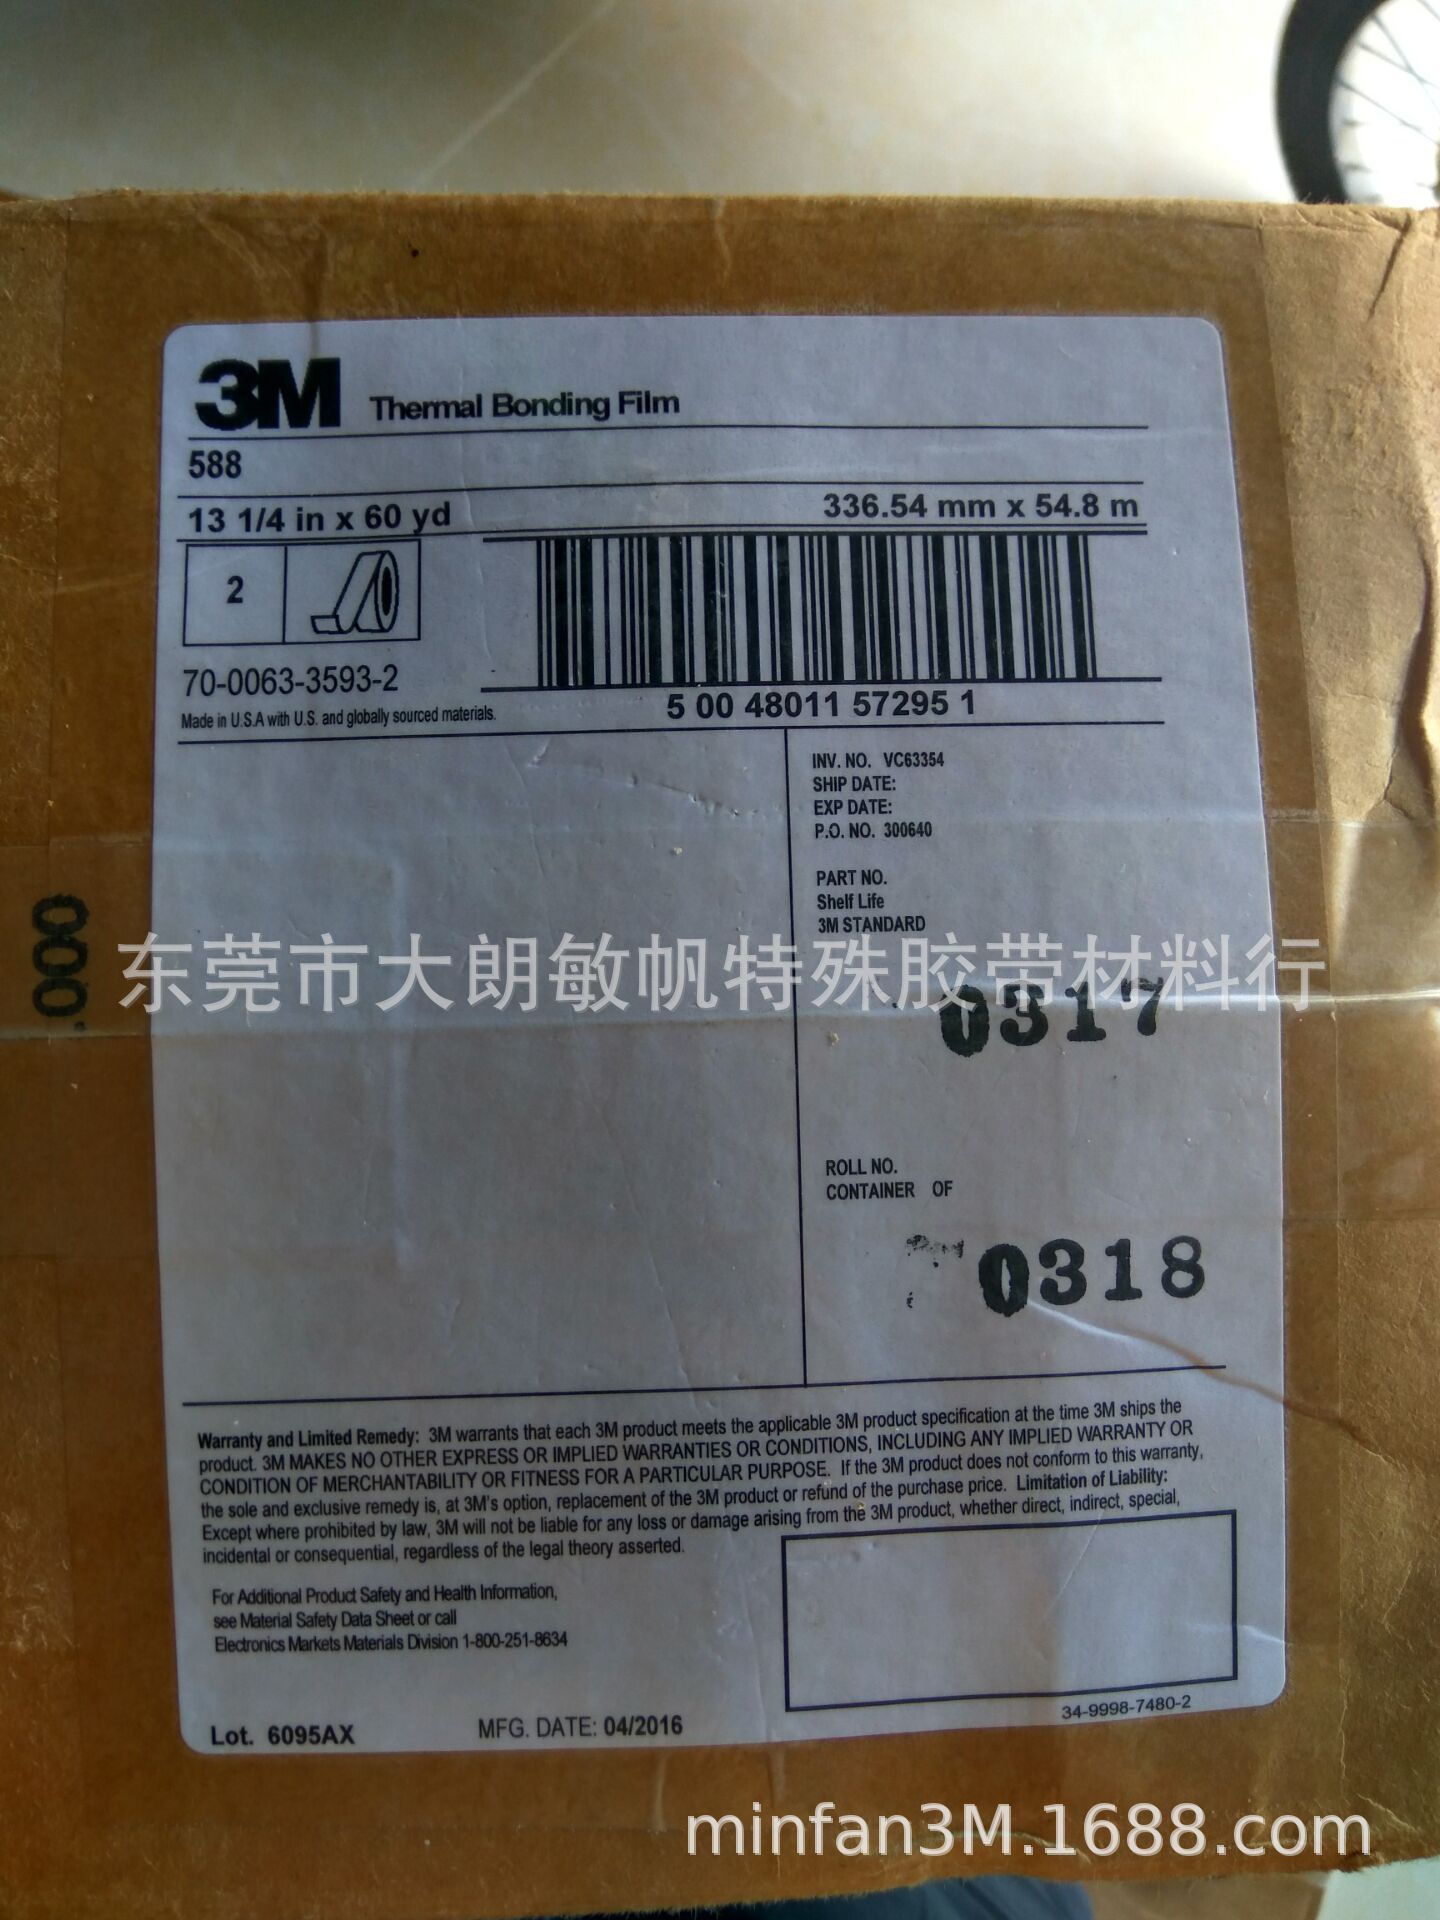 3M Thermal Bonding Film
588
13 1/4 in x 60 yd 336.54 mm x 54.8 m
2
70-0063-3593-2
5 00 48011 57295 1
Made in U.S.A with U.S. and globally sourced materials.
INV. NO. VC63354
SHIP DATE:
EXP DATE:
P.O. NO. 300640
PART NO.
Shelf Life
3M STANDARD
.00C
东莞市大朗敏帆特殊胶带材料行
0317
ROLL NO.
CONTAINER OF
0318
Warranty and Limited Remedy: 3M warrants that each 3M product meets the applicable 3M product specification at the time 3M ships the
product. 3M MAKES NO OTHER EXPRESS OR IMPLIED WARRANTIES OR CONDITIONS, INCLUDING ANY IMPLIED WARRANTY OR
CONDITION OF MERCHANTABILITY OR FITNESS FOR A PARTICULAR PURPOSE. If the 3M product does not conform to this warranty,
the sole and exclusive remedy is, at 3M's option, replacement of the 3M product or refund of the purchase price. Limitation of Liability:
Except where prohibited by law, 3M will not be liable for any loss or damage arising from the 3M product, whether direct, indirect, special,
incidental or consequential, regardless of the legal theory asserted.
For Additional Product Safety and Health Information,
see Material Safety Data Sheet or call
Electronics Markets Materials Division 1-800-251-8634
34-9998-7480-2
Lot. 6095AX MFG. DATE: 04/2016
minfan3M.1688.com